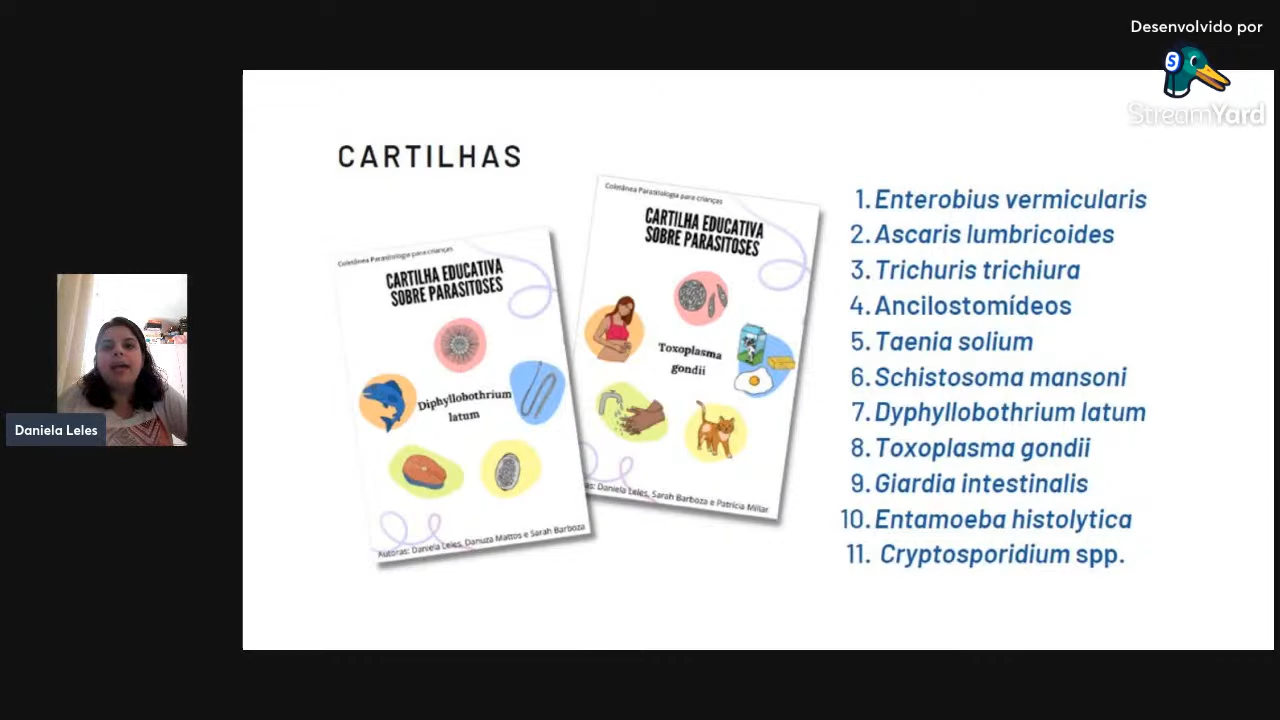 Desenvolvido por
StreamYard
CARTILHAS
Coletânea Parasitologia para crianças
CARTILHA EDUCATIVA
SOBRE PARASITOSES
Diphyllobothrium
latum
Autoras: Daniela Leles, Danuza Mattos e Sarah Barboza
Coletânea Parasitologia para crianças
CARTILHA EDUCATIVA
SOBRE PARASITOSES
Toxoplasma
gondii
as: Daniela Leles, Sarah Barboza e Patricia Millar
1. Enterobius vermicularis
2. Ascaris lumbricoides
3. Trichuris trichiura
4. Ancilostomídeos
5. Taenia solium
6. Schistosoma mansoni
7. Dyphyllobothrium latum
8. Toxoplasma gondii
9. Giardia intestinalis
10. Entamoeba histolytica
11. Cryptosporidium spp.
Daniela Leles